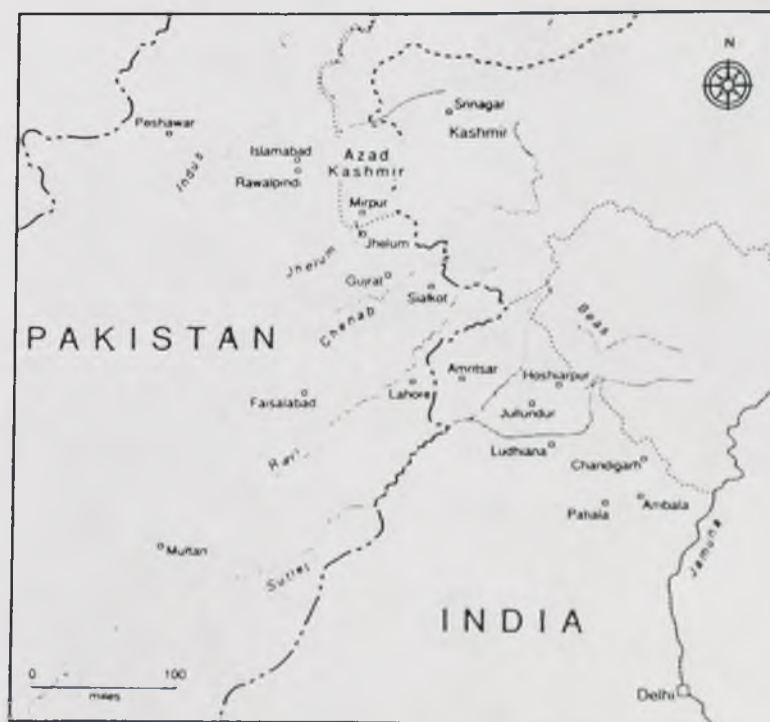 N
Peshawar
Srinagar
Kashmir
Islamabad
Azad
Kashmir
Rawalpindi
Indus
Mirpur
Jhelum
Jhelum
Gujrat
Sialkot
Chenab
Beas
PAKISTAN
Amritsar
Hoshiarpur
Lahore
Faisalabad
Jullundur
Ravi
Ludhiana
Chandigarh
Ambala
Patiala
Jamuna
Multan
Sutlej
INDIA
0 100
miles
Delhi